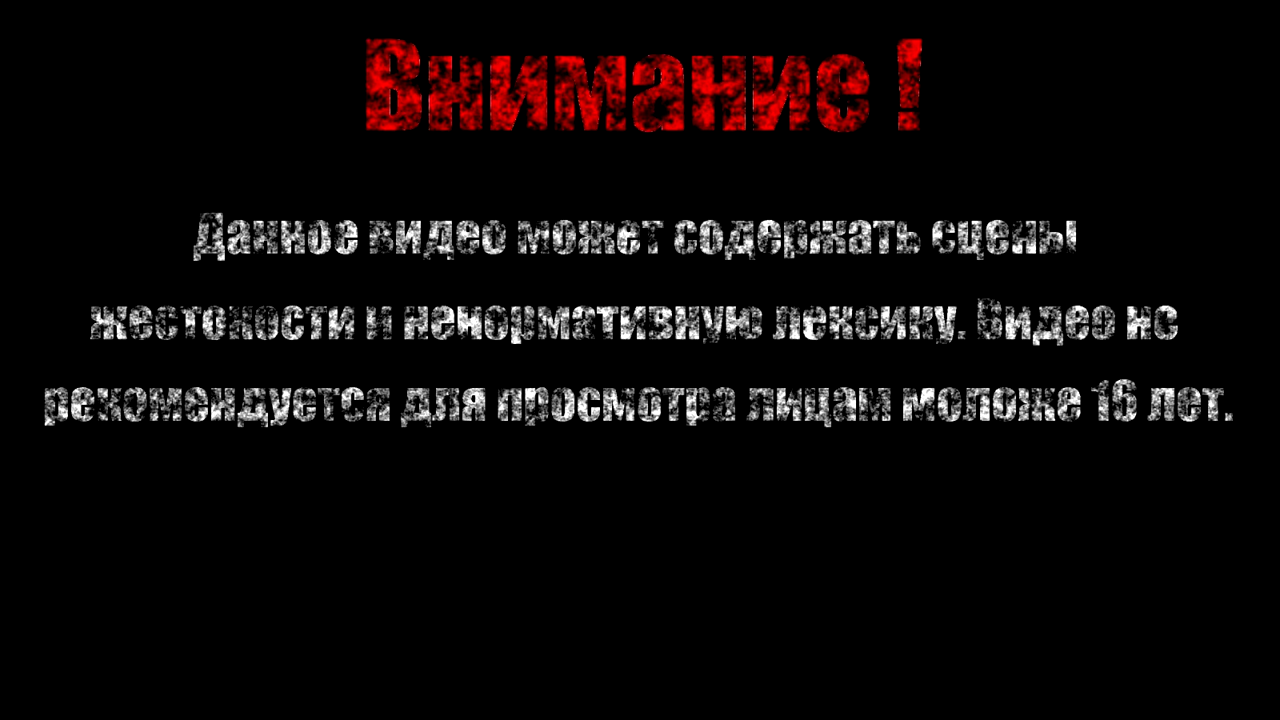 Внимание !
Данное видео может содержать сцены
жестокости и ненормативную лексику. Видео не
рекомендуется для просмотра лицам моложе 16 лет.